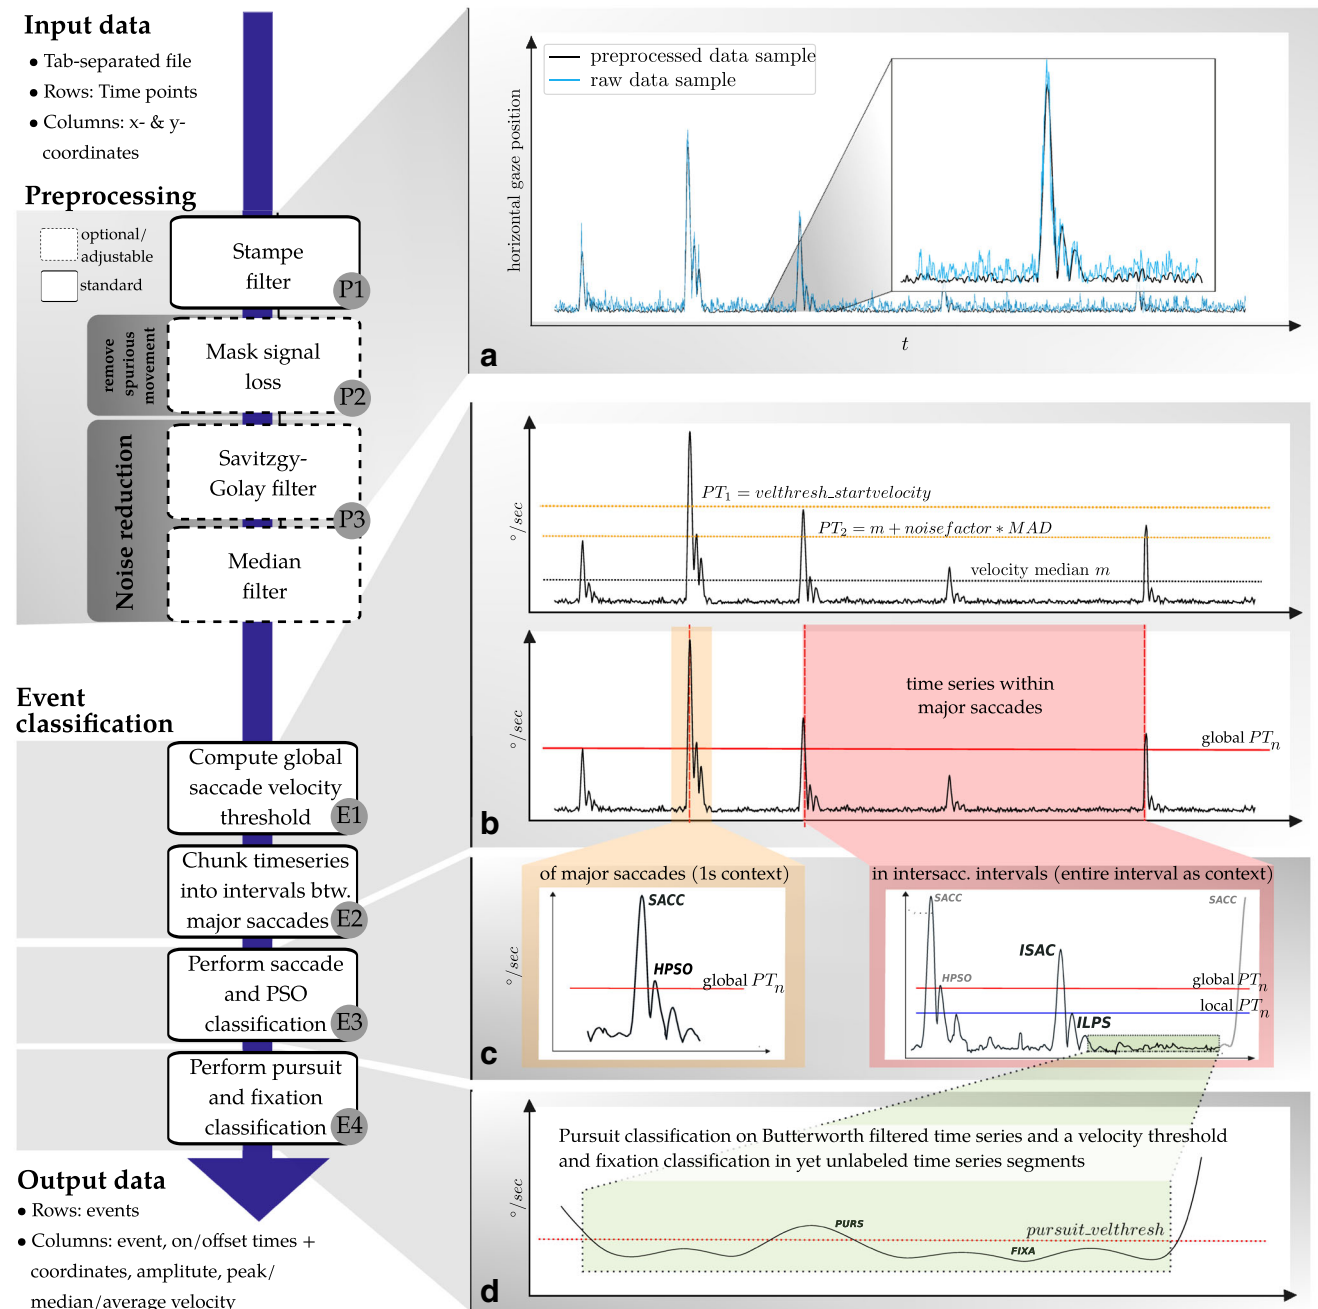 Input data
• Tab-separated file
• Rows: Time points
• Columns: x- & y-
coordinates
Preprocessing
optional/
adjustable
standard
Stampe
filter
P1
remove
spurious
movement
Mask signal
loss
P2
Noise reduction
Savitzgy-
Golay filter
P3
Median
filter
Event
classification
Compute global
saccade velocity
threshold
E1
Chunk timeseries
into intervals btw.
major saccades
E2
Perform saccade
and PSO
classification
E3
Perform pursuit
and fixation
classification
E4
Output data
• Rows: events
• Columns: event, on/offset times +
coordinates, amplitute, peak/
median/average velocity
preprocessed data sample
raw data sample
horizontal gaze position
t
a
°/sec
PT₁ = velthresh_startvelocity
PT₂ = m + noisefactor * MAD
velocity median m
°/sec
time series within
major saccades
global PTₙ
b
of major saccades (1s context)
SACC
HPSO
global PTₙ
°/sec
in intersacc. intervals (entire interval as context)
SACC
SACC
ISAC
HPSO
global PTₙ
local PTₙ
ILPS
c
Pursuit classification on Butterworth filtered time series and a velocity threshold
and fixation classification in yet unlabeled time series segments
°/sec
PURS
pursuit_velthresh
FIXA
d